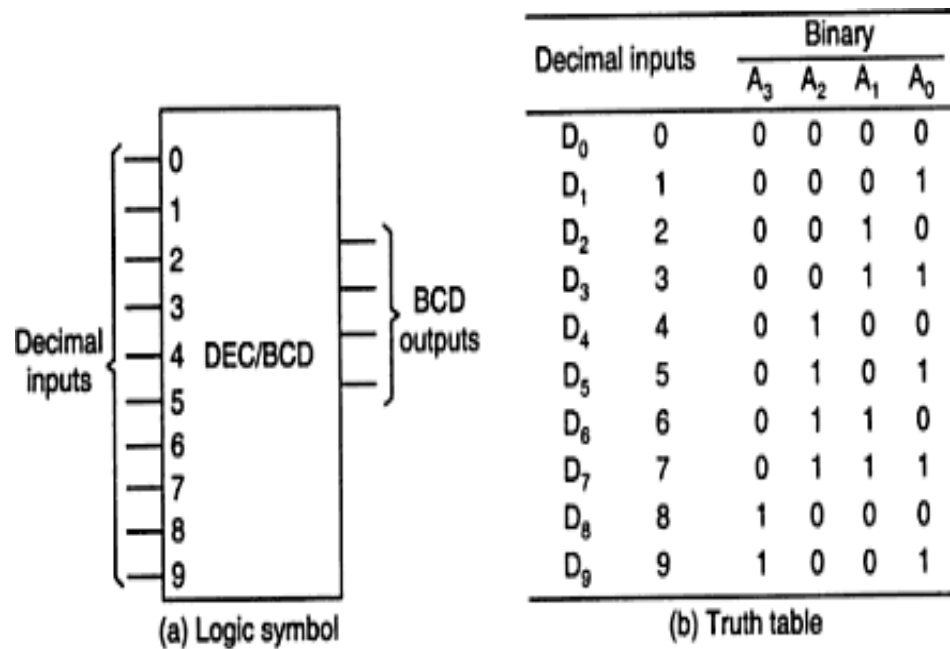 0
1
2
3
4
5
6
7
8
9
Decimal
inputs
DEC/BCD
BCD
outputs
(a) Logic symbol
Decimal inputs Binary
A₃ A₂ A₁ A₀
D₀ 0 0 0 0 0
D₁ 1 0 0 0 1
D₂ 2 0 0 1 0
D₃ 3 0 0 1 1
D₄ 4 0 1 0 0
D₅ 5 0 1 0 1
D₆ 6 0 1 1 0
D₇ 7 0 1 1 1
D₈ 8 1 0 0 0
D₉ 9 1 0 0 1
(b) Truth table